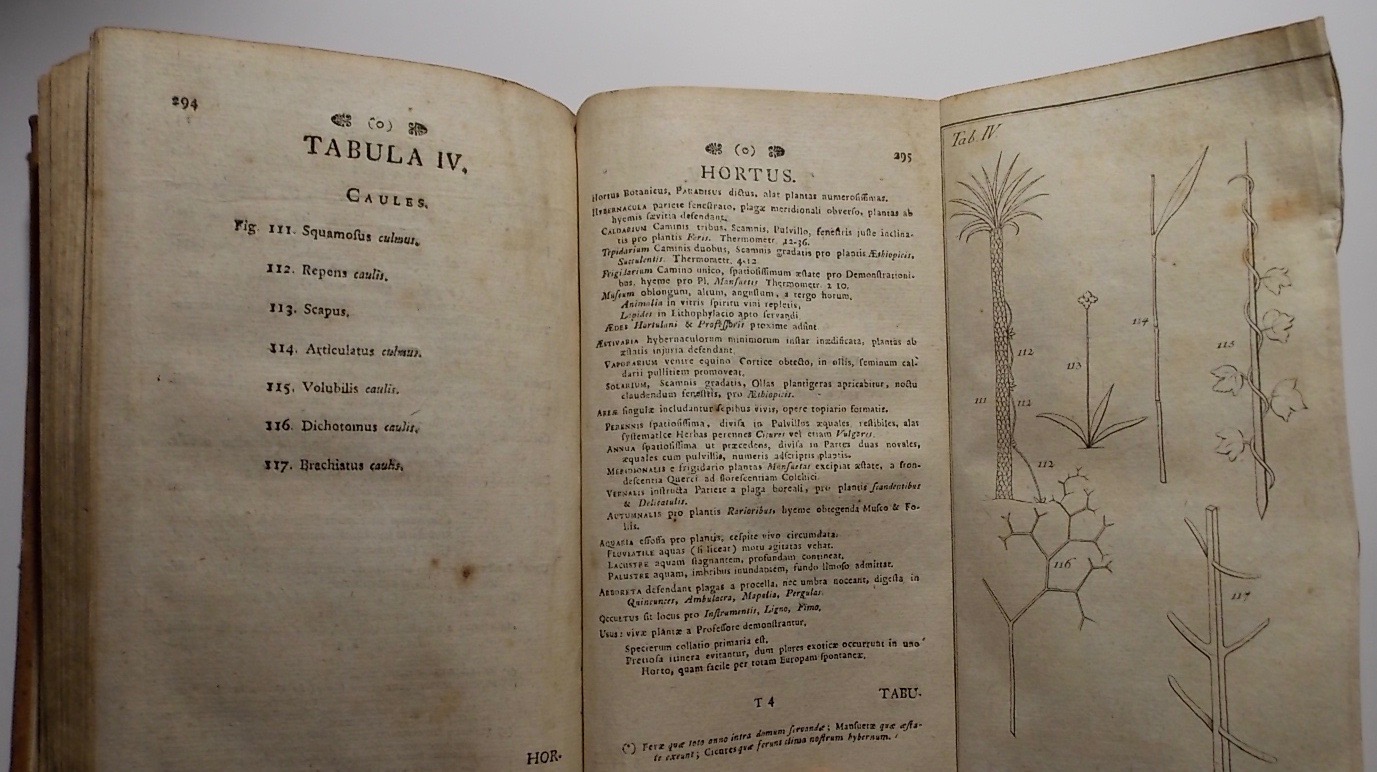 294
(o)
TABULA IV.
CAULES.
Fig. 111. Squamoſus culmus.
112. Repens caulis.
113. Scapus.
114. Articulatus culmus.
115. Volubilis caulis.
116. Dichotomus caulis.
117. Brachiatus caulis.
HOR-
(o)
295
HORTUS.
Hortus Botanicus, PARADISUS dictus, alat plantas numeroſiſſimas.
HYBERNACULA pariete feneſtrato, plagæ meridionali obverſo, plantas ab
hyemis ſævitia defendant.
CALDARIUM Caminis tribus, Scamnis, Pulvillo, feneſtris juſte inclina-
tis pro plantis Feris. Thermometr. 12-36.
Tepidarium Caminis duobus, Scamnis gradatis pro plantis Æthiopicis,
Succulentis. Thermometr. 4-12
Frigidarium Camino unico, ſpatioſiſſimum æſtate pro Demonſtrationi-
bus, hyeme pro Pl. Manſuetis Thermometr. 2 10.
Muſeum oblongum, altum, anguſtum, a tergo horum,
Animalia in vitris ſpiritu vini repletis,
Lapides in Lithophylacio apto ſervandi
ÆDES Hortulani & Profeſſoris proxime adſint
ÆSTIVARIA hybernaculorum minimorum inſtar inædificata, plantas ab
æſtatis injuria defendant.
VAPORARIUM ventre equino Cortice obtecto, in ollis, ſeminum cal-
darii pullitiem promoveat.
SOLARIUM, Scamnis gradatis, Ollas plantigeras apricabitur, noctu
claudendum feneſtris, pro Æthiopicis.
AREÆ ſingulæ includantur ſepibus vivis, opere topiario formatis.
PERENNIS ſpatioſiſſima, diviſa in Pulvillos æquales, reſtibiles, alat
ſyſtematice Herbas perennes Cicures vel etiam Vulgares.
ANNUA ſpatioſiſſima ut præcedens, diviſa in Partes duas novales,
æquales cum pulvillis, numeris adſcriptis plantis.
MERIDIONALIS e frigidario plantas Manſuetas excipiat æſtate, a fron-
deſcentia Querci ad floreſcentiam Colchici.
VERNALIS inſtructa Pariete a plaga boreali, pro plantis ſcandentibus
& Delicatulis.
AUTUMNALIS pro plantis Rarioribus, hyeme obtegenda Muſco & Fo-
liis.
AQUARIA effoſſa pro plantis, ceſpite vivo circumdata.
FLUVIATILE aquas (ſi liceat) motu agitatas vehat.
LACUSTRE aquam ſtagnantem, profundam contineat.
PALUSTRE aquam, imbribus inundantem, fundo limoſo admittat.
ARBORETA defendant plagas a procella, nec umbra noceant, digeſta in
Quincunces, Ambulacra, Mapalia, Pergulas.
OCCULTUS ſit locus pro Inſtrumentis, Ligno, Fimo.
USUS: vivæ plantæ a Profeſſore demonſtrantur.
Specierum collatio primaria eſt.
Pretioſa itinera evitantur, dum plures exoticæ occurrunt in uno
Horto, quam facile per totam Europam ſpontaneæ.
T 4
TABU-
(*) Feræ quæ toto anno intra domum ſervandæ; Manſuetæ quæ æſta-
te exeunt; Cicures quæ ferunt clima noſtrum hybernum.
Tab. IV.
111
112
112
112
113
114
115
116
117